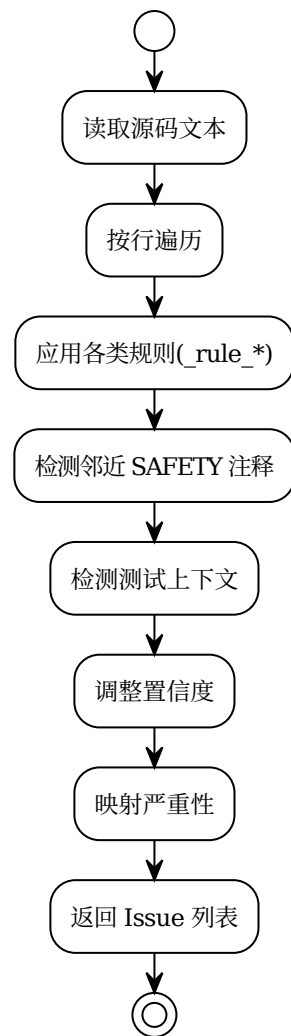 读取源码文本
按行遍历
应用各类规则(_rule_*)
检测邻近 SAFETY 注释
检测测试上下文
调整置信度
映射严重性
返回 Issue 列表